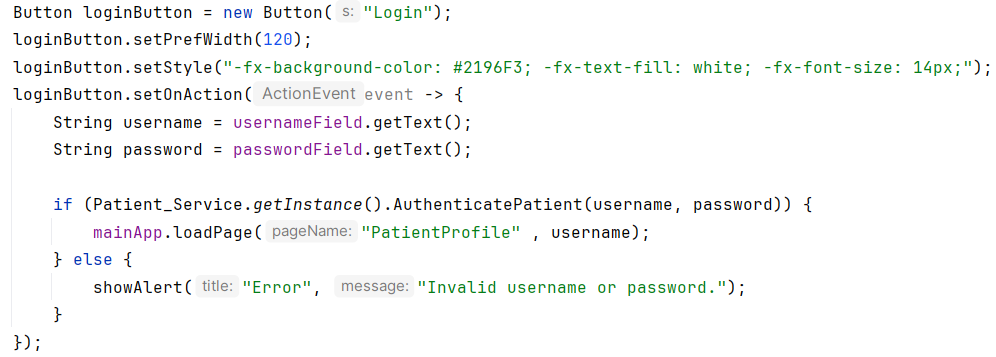 Button loginButton = new Button( s: "Login");
loginButton.setPrefWidth(120);
loginButton.setStyle("-fx-background-color: #2196F3; -fx-text-fill: white; -fx-font-size: 14px;");
loginButton.setOnAction( ActionEvent event -> {
    String username = usernameField.getText();
    String password = passwordField.getText();

    if (Patient_Service.getInstance().AuthenticatePatient(username, password)) {
        mainApp.loadPage( pageName: "PatientProfile" , username);
    } else {
        showAlert( title: "Error", message: "Invalid username or password.");
    }
});